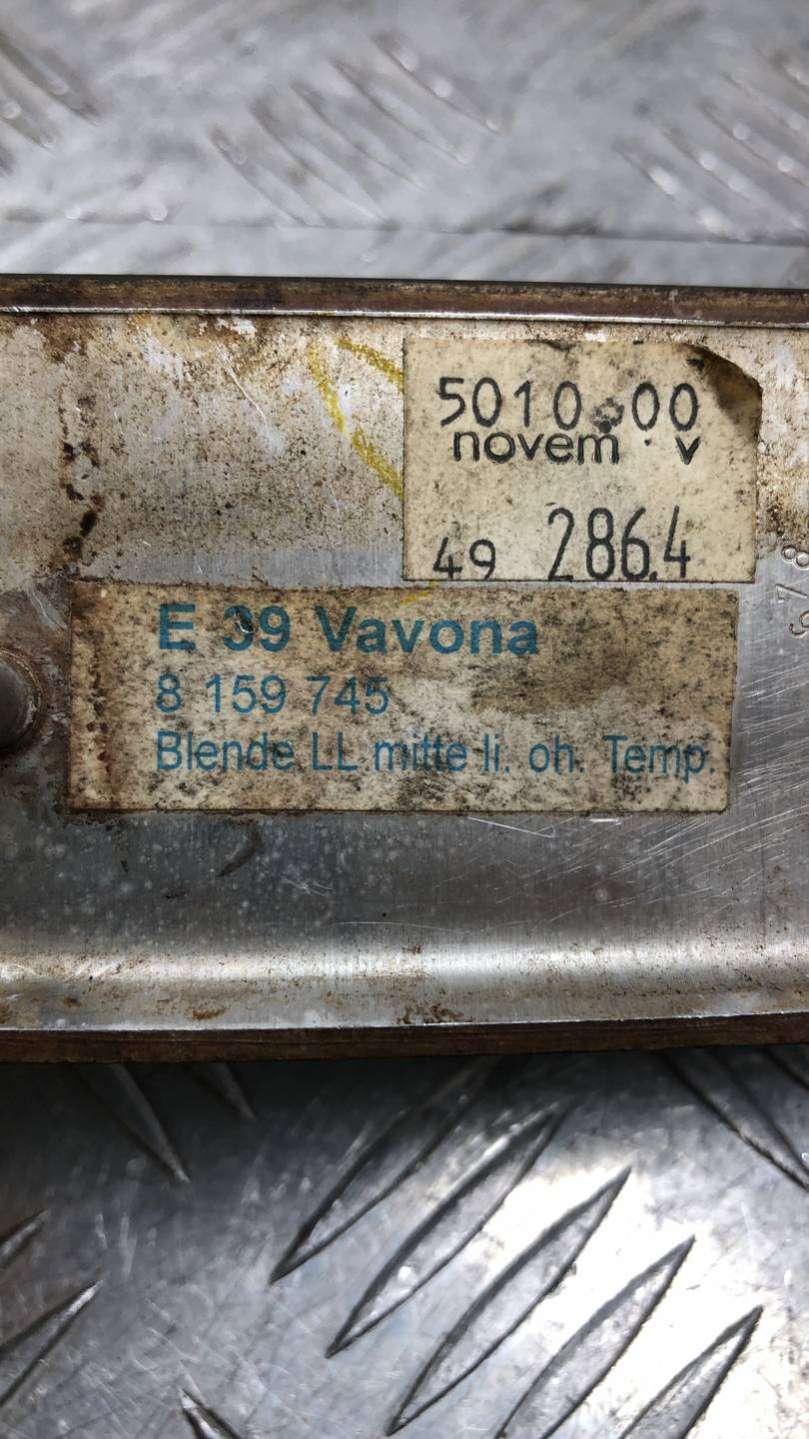 5010.00
novem v
49 286.4
E 39 Vavona
8 159 745
Blende LL mitte li. oh. Temp.